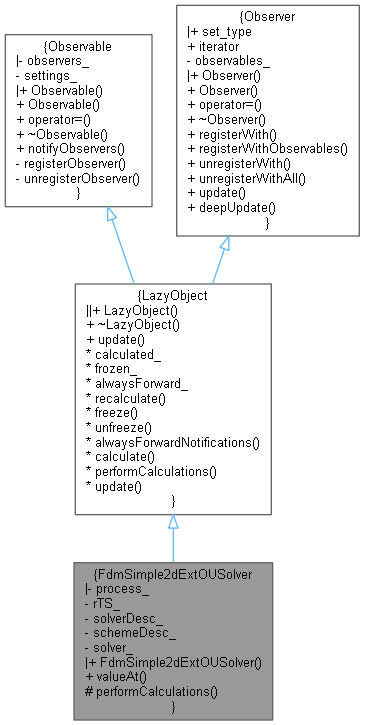 {Observable
|- observers_
- settings_
|+ Observable()
+ Observable()
+ operator=()
+ ~Observable()
+ notifyObservers()
- registerObserver()
- unregisterObserver()
}
{Observer
|+ set_type
+ iterator
- observables_
|+ Observer()
+ Observer()
+ operator=()
+ ~Observer()
+ registerWith()
+ registerWithObservables()
+ unregisterWith()
+ unregisterWithAll()
+ update()
+ deepUpdate()
}
{LazyObject
||+ LazyObject()
+ ~LazyObject()
+ update()
* calculated_
* frozen_
* alwaysForward_
* recalculate()
* freeze()
* unfreeze()
* alwaysForwardNotifications()
* calculate()
* performCalculations()
* update()
}
{FdmSimple2dExtOUSolver
|- process_
- rTS_
- solverDesc_
- schemeDesc_
- solver_
|+ FdmSimple2dExtOUSolver()
+ valueAt()
# performCalculations()
}